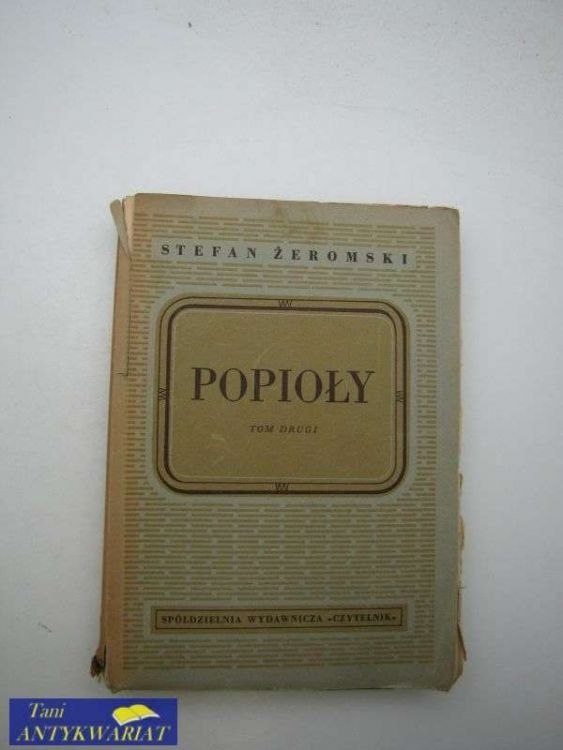 STEFAN ŻEROMSKI
POPIOŁY
TOM DRUGI
SPÓŁDZIELNIA WYDAWNICZA «CZYTELNIK»
Tani
ANTYKWARIAT